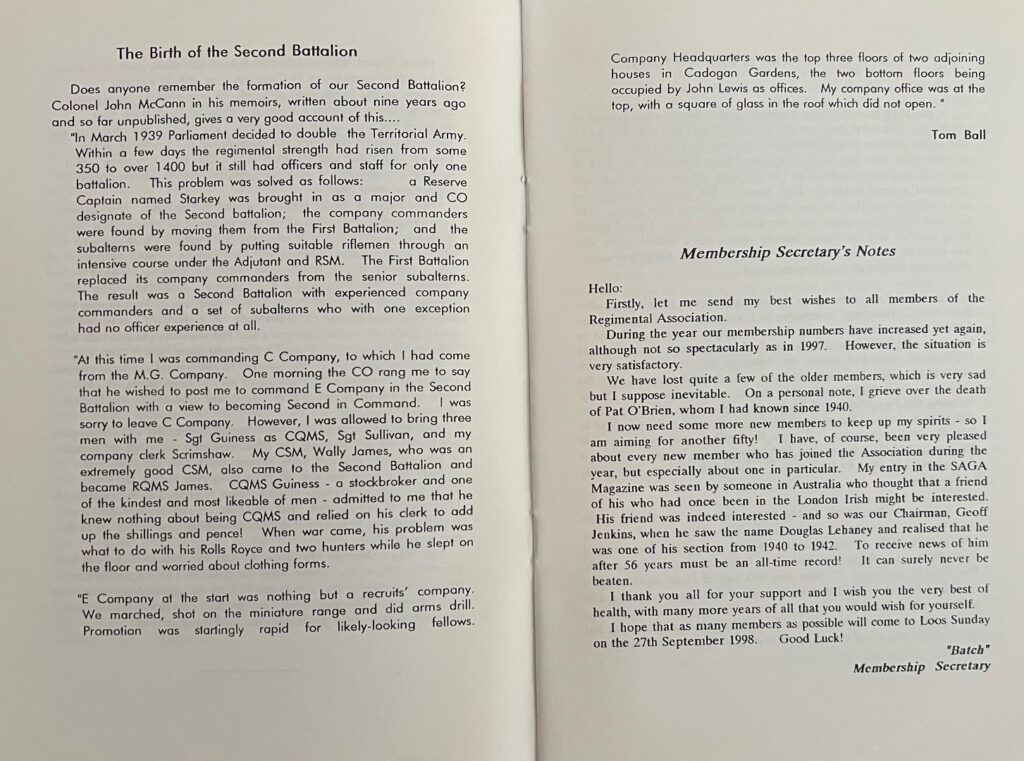 The Birth of the Second Battalion
Does anyone remember the formation of our Second Battalion?
Colonel John McCann in his memoirs, written about nine years ago
and so far unpublished, gives a very good account of this....
"In March 1939 Parliament decided to double the Territorial Army.
Within a few days the regimental strength had risen from some
350 to over 1400 but it still had officers and staff for only one
battalion. This problem was solved as follows: a Reserve
Captain named Starkey was brought in as a major and CO
designate of the Second battalion; the company commanders
were found by moving them from the First Battalion; and the
subalterns were found by putting suitable riflemen through an
intensive course under the Adjutant and RSM. The First Battalion
replaced its company commanders from the senior subalterns.
The result was a Second Battalion with experienced company
commanders and a set of subalterns who with one exception
had no officer experience at all.
"At this time I was commanding C Company, to which I had come
from the M.G. Company. One morning the CO rang me to say
that he wished to post me to command E Company in the Second
Battalion with a view to becoming Second in Command. I was
sorry to leave C Company. However, I was allowed to bring three
men with me - Sgt Guiness as CQMS, Sgt Sullivan, and my
company clerk Scrimshaw. My CSM, Wally James, who was an
extremely good CSM, also came to the Second Battalion and
became RQMS James. CQMS Guiness - a stockbroker and one
of the kindest and most likeable of men - admitted to me that he
knew nothing about being CQMS and relied on his clerk to add
up the shillings and pence! When war came, his problem was
what to do with his Rolls Royce and two hunters while he slept on
the floor and worried about clothing forms.
"E Company at the start was nothing but a recruits' company.
We marched, shot on the miniature range and did arms drill.
Promotion was startingly rapid for likely-looking fellows.
Company Headquarters was the top three floors of two adjoining
houses in Cadogan Gardens, the two bottom floors being
occupied by John Lewis as offices. My company office was at the
top, with a square of glass in the roof which did not open. "
Tom Ball
Membership Secretary's Notes
Hello:
Firstly, let me send my best wishes to all members of the
Regimental Association.
During the year our membership numbers have increased yet again,
although not so spectacularly as in 1997. However, the situation is
very satisfactory.
We have lost quite a few of the older members, which is very sad
but I suppose inevitable. On a personal note, I grieve over the death
of Pat O'Brien, whom I had known since 1940.
I now need some more new members to keep up my spirits - so I
am aiming for another fifty! I have, of course, been very pleased
about every new member who has joined the Association during the
year, but especially about one in particular. My entry in the SAGA
Magazine was seen by someone in Australia who thought that a friend
of his who had once been in the London Irish might be interested.
His friend was indeed interested - and so was our Chairman, Geoff
Jenkins, when he saw the name Douglas Lehaney and realised that he
was one of his section from 1940 to 1942. To receive news of him
after 56 years must be an all-time record! It can surely never be
beaten.
I thank you all for your support and I wish you the very best of
health, with many more years of all that you would wish for yourself.
I hope that as many members as possible will come to Loos Sunday
on the 27th September 1998. Good Luck!
"Batch"
Membership Secretary